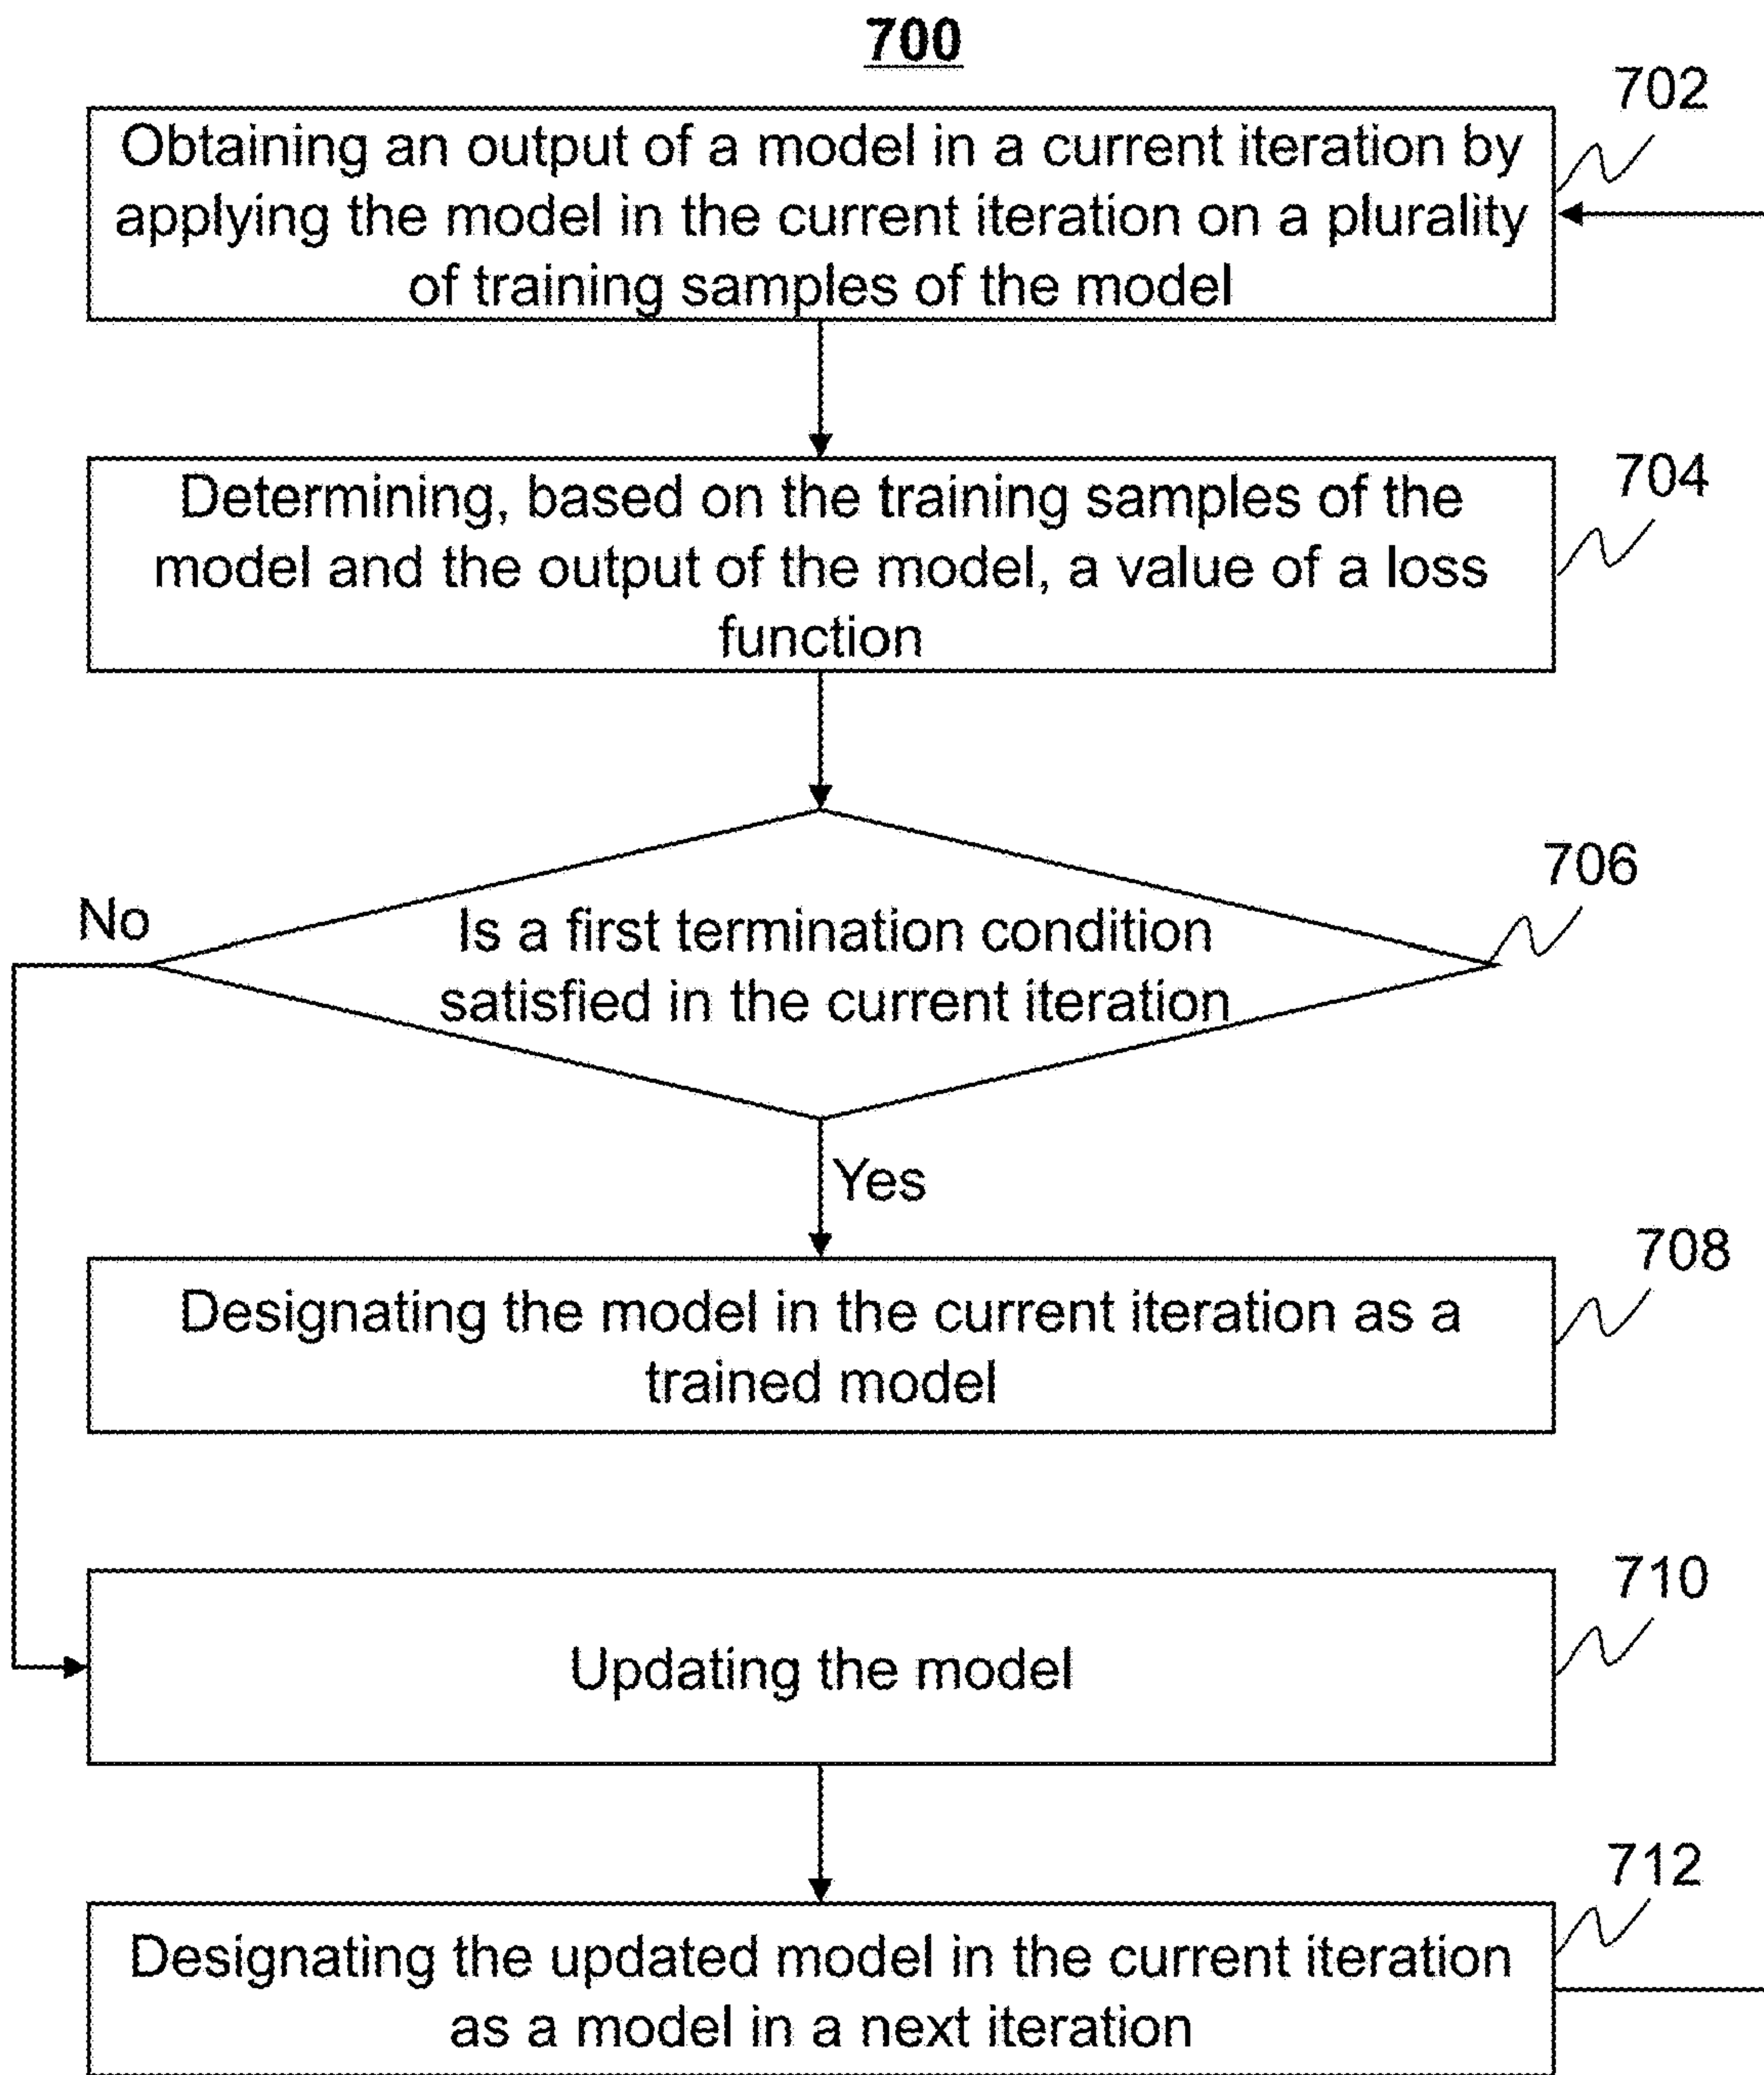 700
702
Obtaining an output of a model in a current iteration by
applying the model in the current iteration on a plurality
of training samples of the model
704
Determining, based on the training samples of the
model and the output of the model, a value of a loss
function
706
No
Is a first termination condition
satisfied in the current iteration
Yes
708
Designating the model in the current iteration as a
trained model
710
Updating the model
712
Designating the updated model in the current iteration
as a model in a next iteration